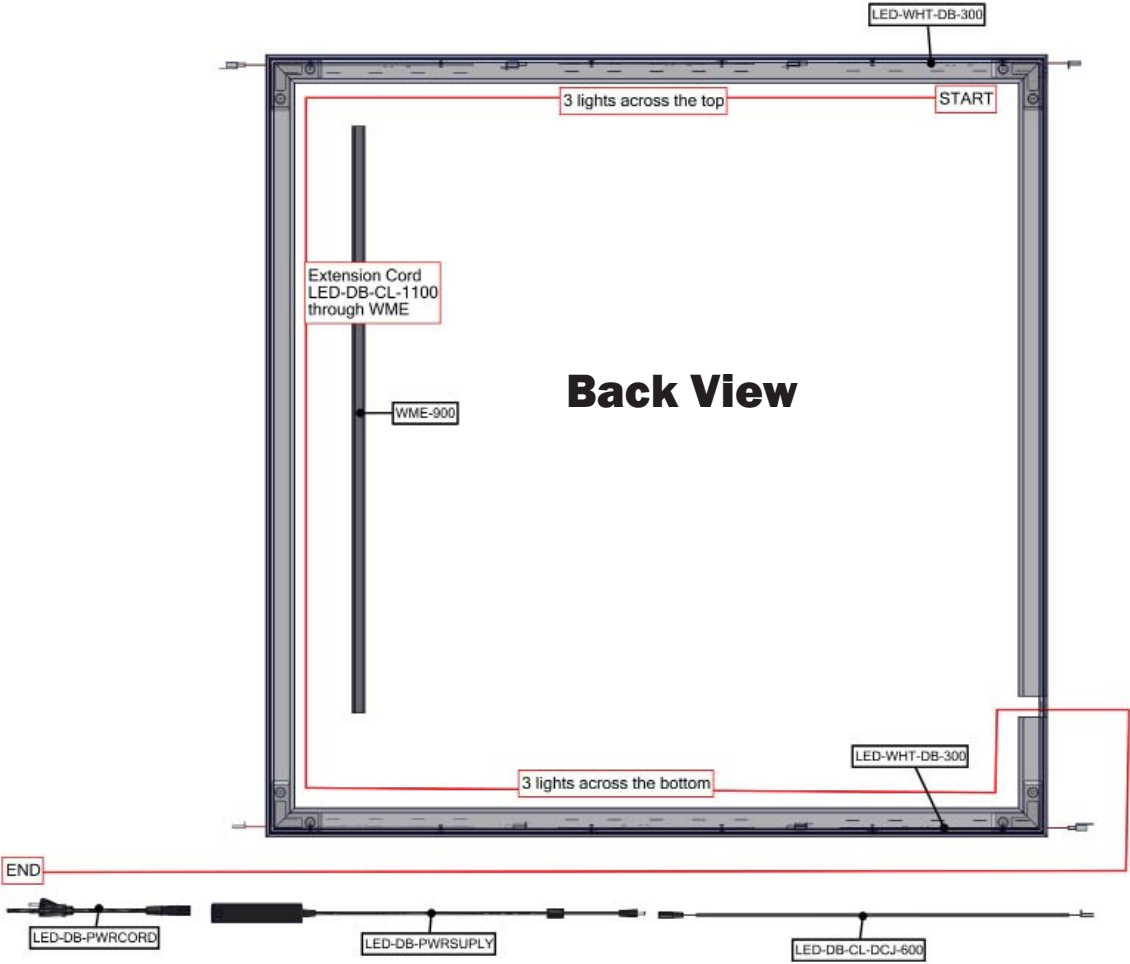 LED-WHT-DB-300
3 lights across the top
START
Extension Cord
LED-DB-CL-1100
through WME
Back View
WME-900
LED-WHT-DB-300
3 lights across the bottom
END
LED-DB-PWRCORD
LED-DB-PWRSUPLY
LED-DB-CL-DCJ-600